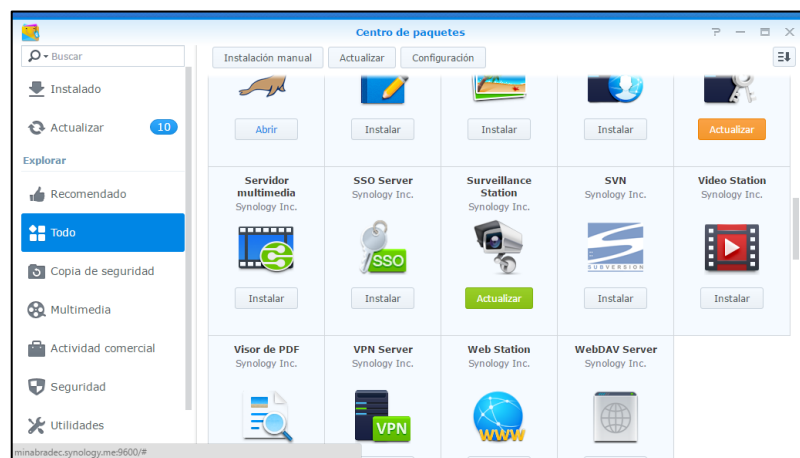 Centro de paquetes
Buscar
Instalación manual
Actualizar
Configuración
Instalado
Actualizar
10
Explorar
Recomendado
Todo
Copia de seguridad
Multimedia
Actividad comercial
Seguridad
Utilidades
minabradec.synology.me:9600/#
Abrir
Instalar
Instalar
Instalar
Actualizar
Servidor
multimedia
Synology Inc.
Instalar
SSO Server
Synology Inc.
SSO
Instalar
Surveillance
Station
Synology Inc.
Actualizar
SVN
Synology Inc.
SUBVERSION
Instalar
Video Station
Synology Inc.
Instalar
Visor de PDF
Synology Inc.
VPN Server
Synology Inc.
VPN
Web Station
Synology Inc.
WWW
WebDAV Server
Synology Inc.